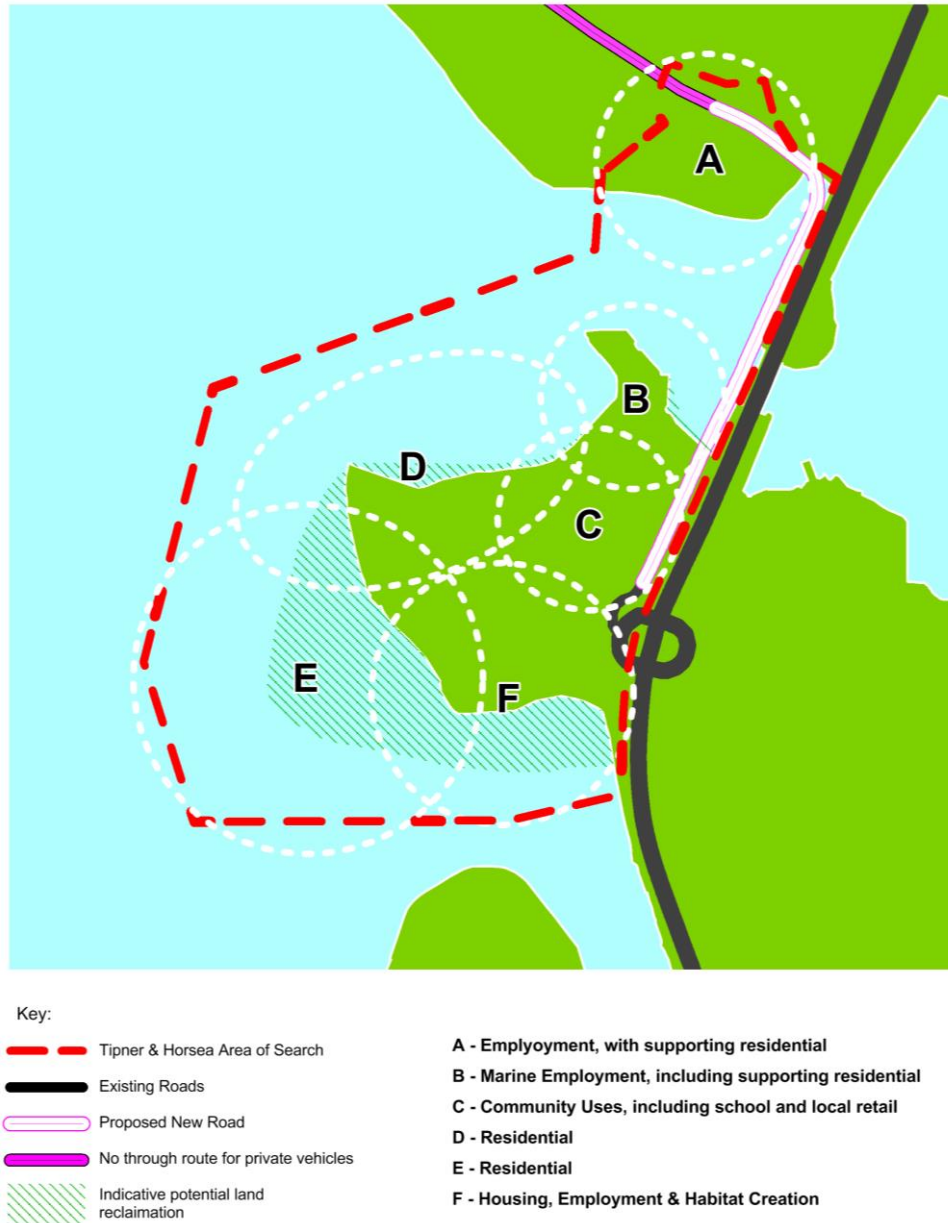 A
B
D
C
E
F
Key:
Tipner & Horsea Area of Search
Existing Roads
Proposed New Road
No through route for private vehicles
Indicative potential land
reclaimation
A - Emplyoyment, with supporting residential
B - Marine Employment, including supporting residential
C - Community Uses, including school and local retail
D - Residential
E - Residential
F - Housing, Employment & Habitat Creation